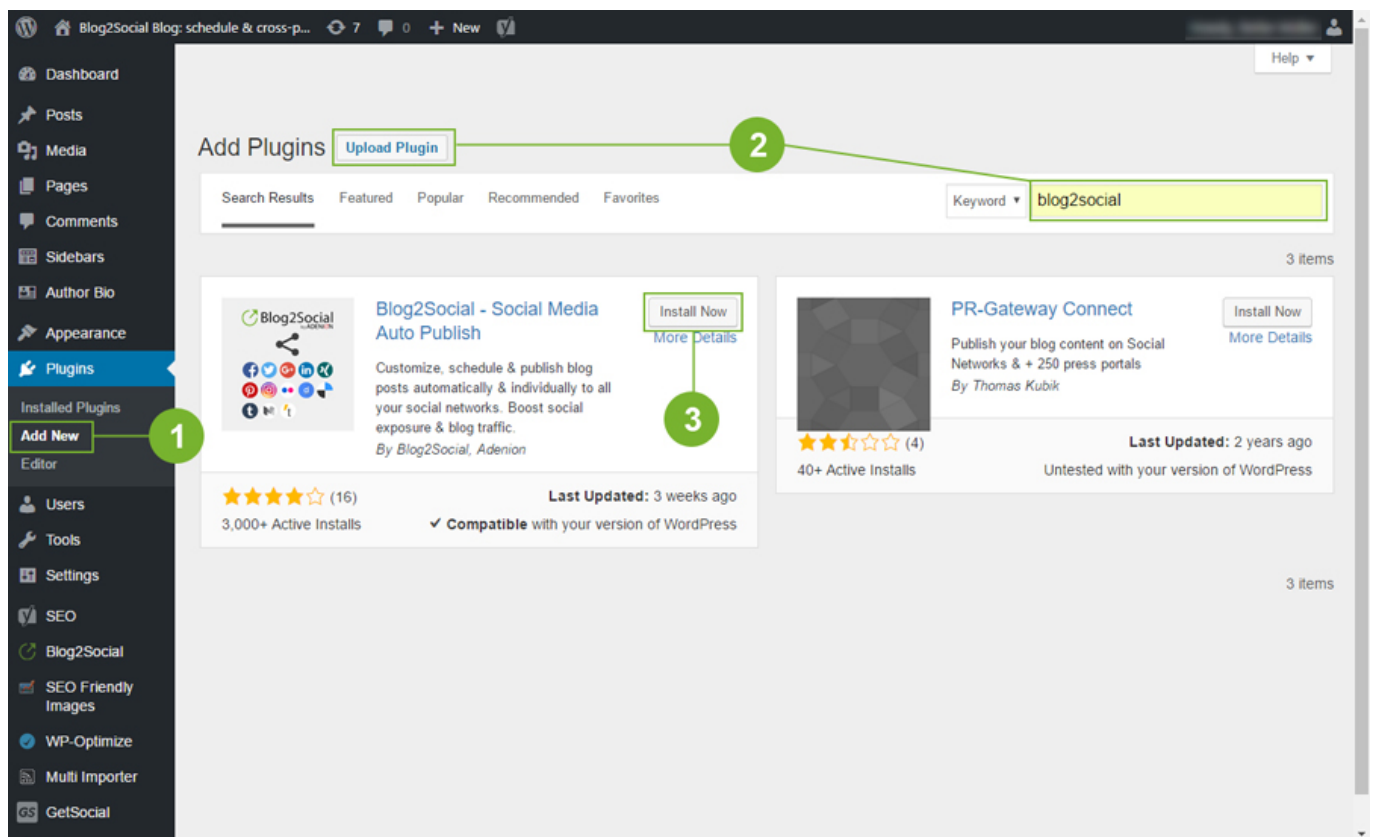 Blog2Social Blog: schedule & cross-p... 7 0 + New
Help ▼
Dashboard
Posts
Media
Pages
Comments
Sidebars
Author Bio
Appearance
Plugins
Installed Plugins
Add New
Editor
Users
Tools
Settings
SEO
Blog2Social
SEO Friendly
Images
WP-Optimize
Multi Importer
GS GetSocial
1
Add Plugins Upload Plugin
2
Search Results Featured Popular Recommended Favorites
Keyword ▼ blog2social
3 items
Blog2Social
by ADENION
Blog2Social - Social Media
Auto Publish
Install Now
More Details
Customize, schedule & publish blog
posts automatically & individually to all
your social networks. Boost social
exposure & blog traffic.
By Blog2Social, Adenion
3
(16)
Last Updated: 3 weeks ago
3,000+ Active Installs
✓ Compatible with your version of WordPress
PR-Gateway Connect
Install Now
More Details
Publish your blog content on Social
Networks & + 250 press portals
By Thomas Kubik
(4)
Last Updated: 2 years ago
40+ Active Installs
Untested with your version of WordPress
3 items